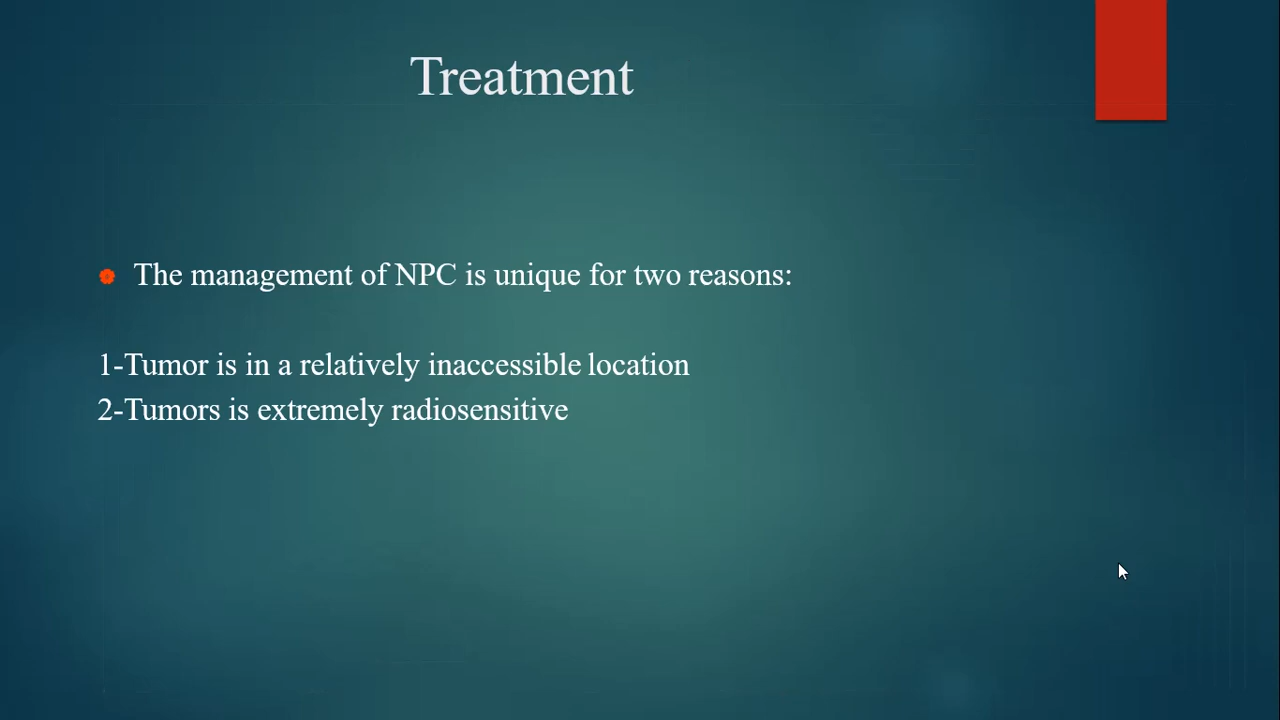 Treatment
The management of NPC is unique for two reasons:
1-Tumor is in a relatively inaccessible location
2-Tumors is extremely radiosensitive